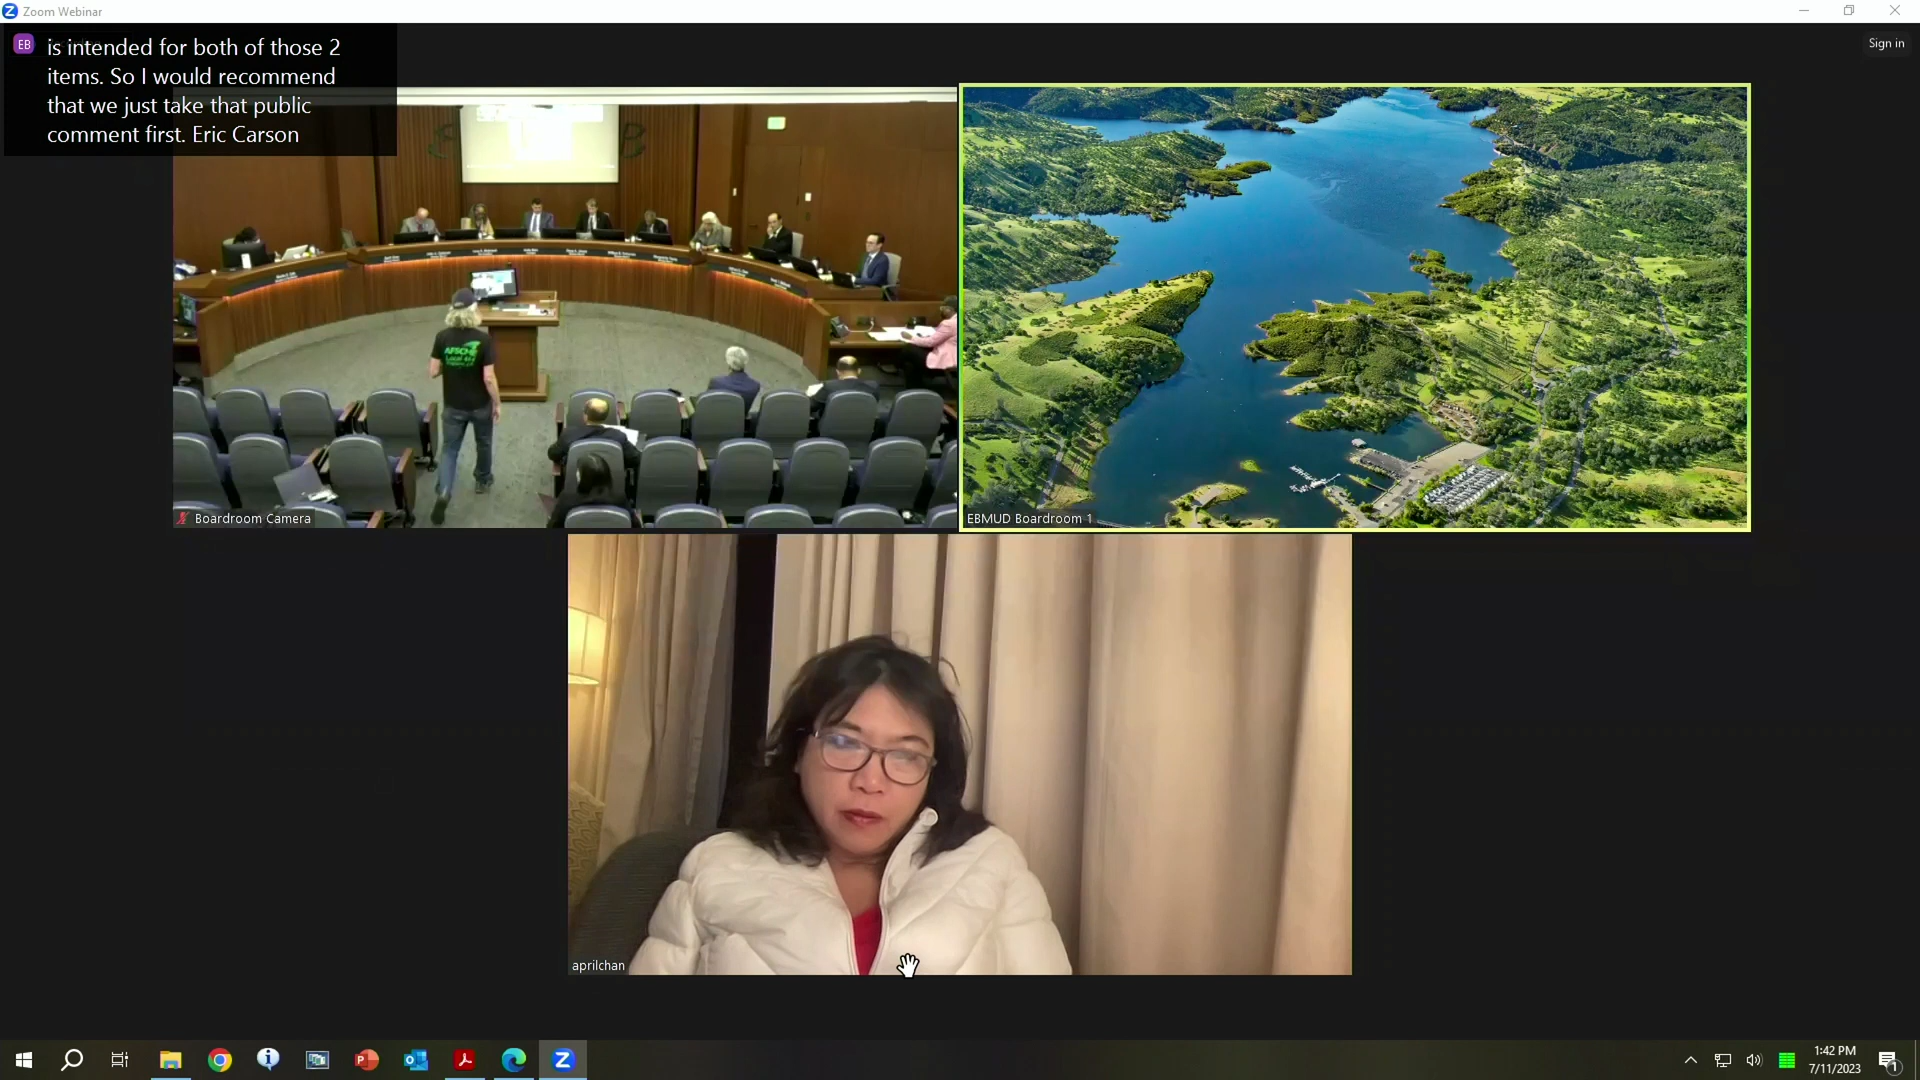 Zoom Webinar
Sign in
EB
is intended for both of those 2
items. So I would recommend
that we just take that public
comment first. Eric Carson
AFSCME
Boardroom Camera
EBMUD Boardroom 1
aprilchan
1:42 PM
7/11/2023
1